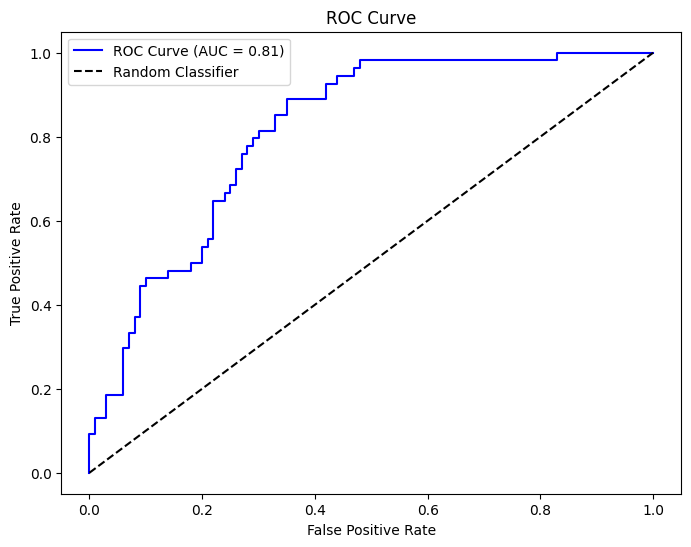 ROC Curve
ROC Curve (AUC = 0.81)
Random Classifier
True Positive Rate
1.0
0.8
0.6
0.4
0.2
0.0
0.0 0.2 0.4 0.6 0.8 1.0
False Positive Rate